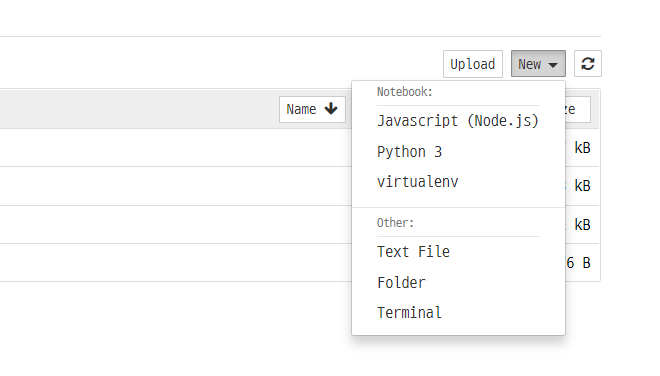 Upload New
Name
Notebook:
Javascript (Node.js)
kB
Python 3
kB
virtualenv
Other:
kB
Text File
6 B
Folder
Terminal